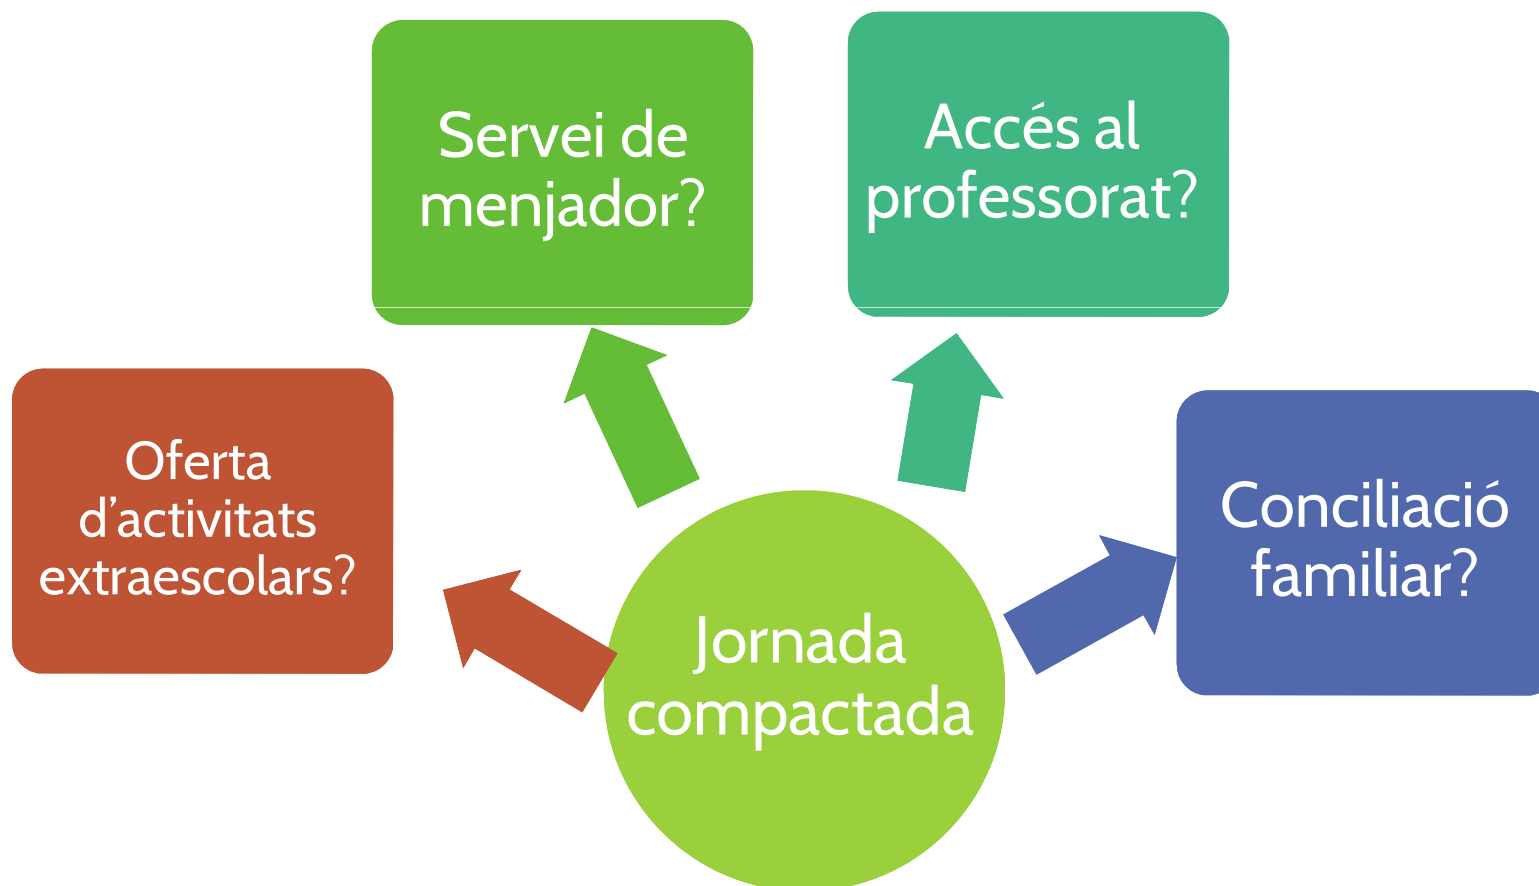 Servei de
menjador?
Accés al
professorat?
Oferta
d’activitats
extraescolars?
Conciliació
familiar?
Jornada
compactada